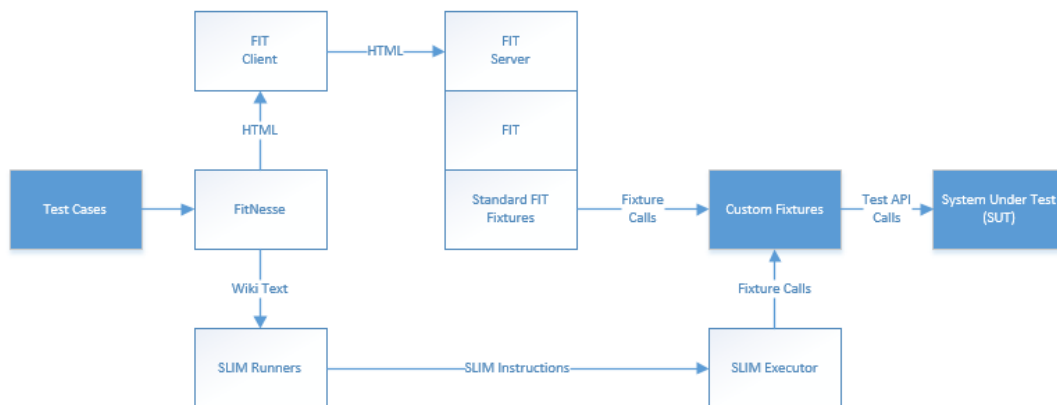 FIT
Client
HTML
FIT
Server
HTML
FIT
Test Cases
FitNesse
Standard FIT
Fixtures
Fixture
Calls
Custom Fixtures
Test API
Calls
System Under Test
(SUT)
Wiki Text
Fixture Calls
SLIM Runners
SLIM Instructions
SLIM Executor